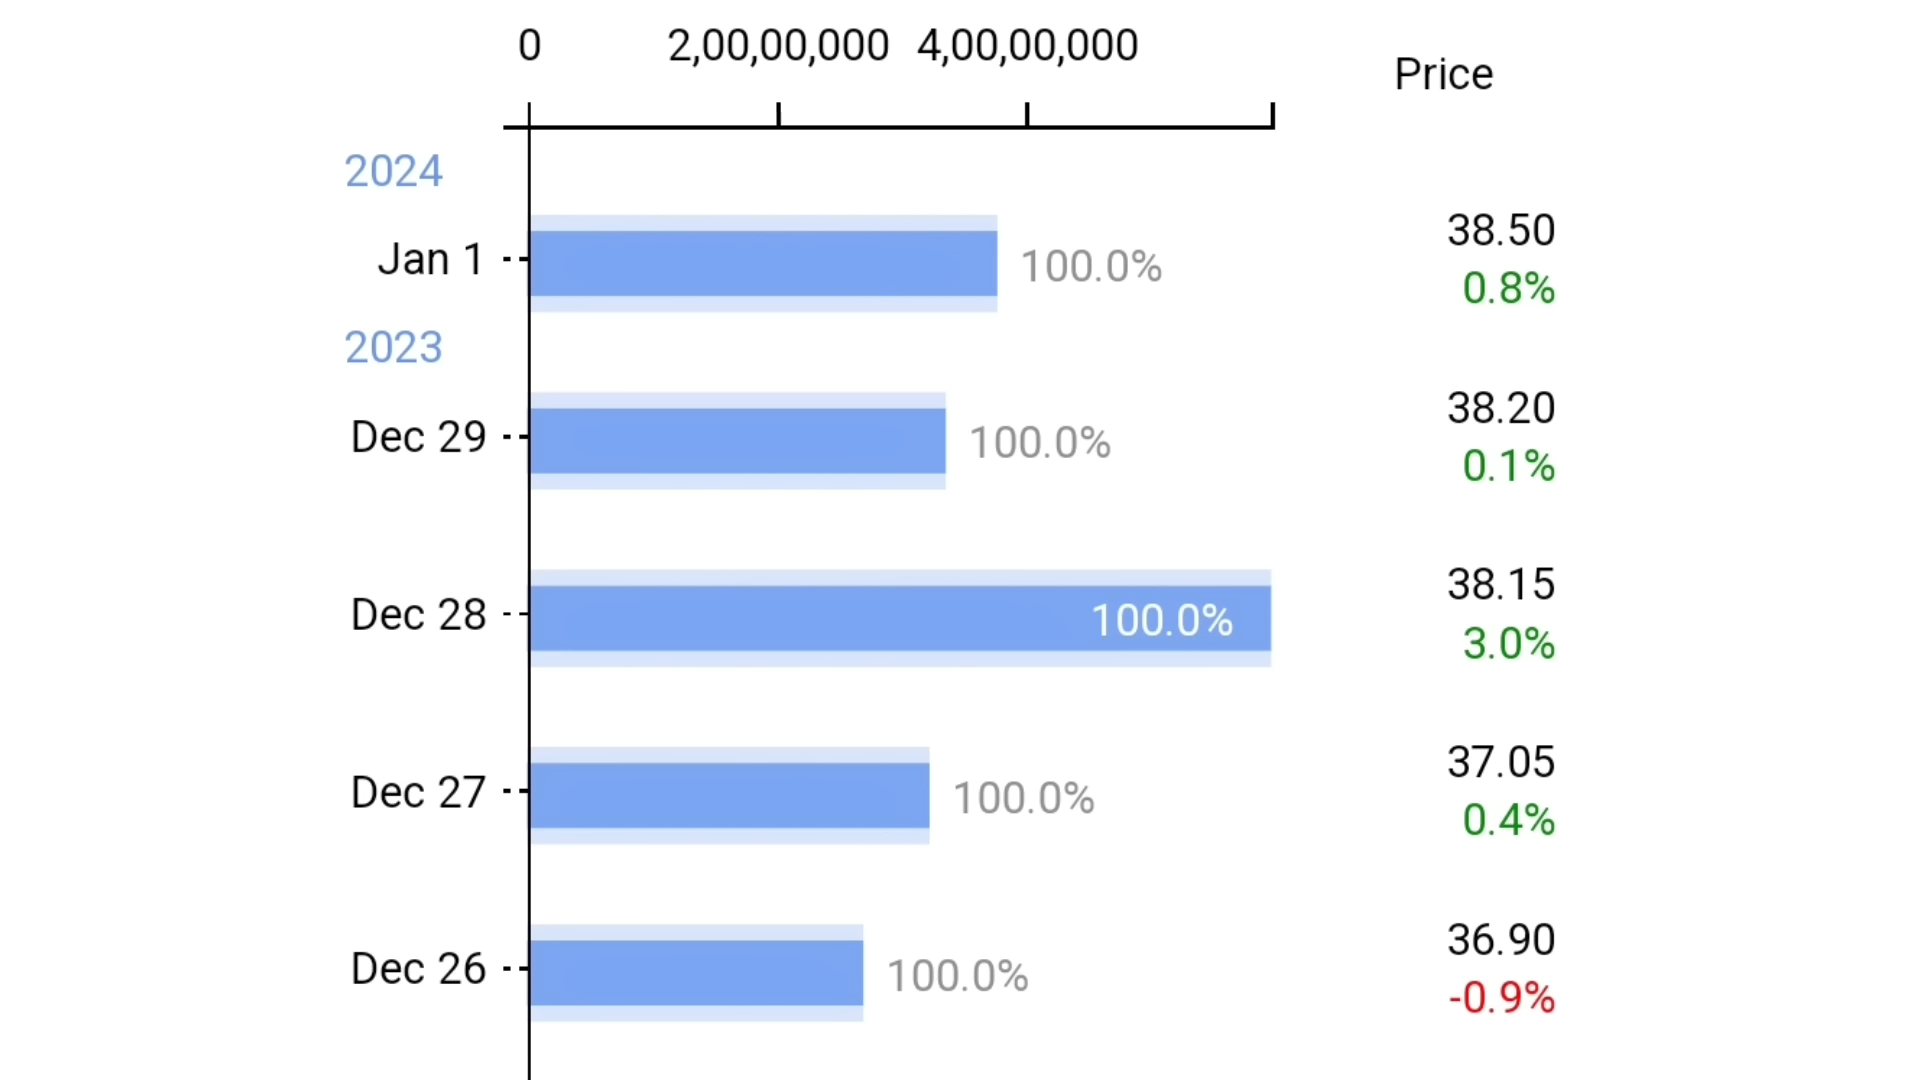 0 2,00,00,000 4,00,00,000
Price
2024
Jan 1 100.0% 38.50
0.8%
2023
Dec 29 100.0% 38.20
0.1%
Dec 28 100.0% 38.15
3.0%
Dec 27 100.0% 37.05
0.4%
Dec 26 100.0% 36.90
-0.9%